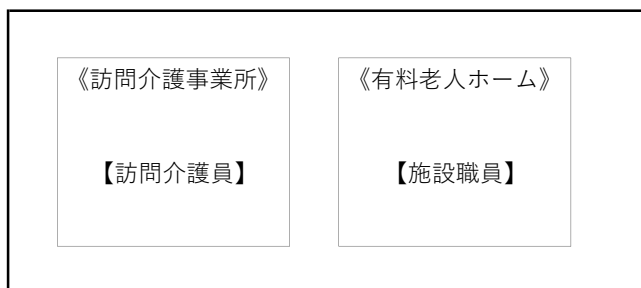 《訪問介護事業所》
【訪問介護員】
《有料老人ホーム》
【施設職員】